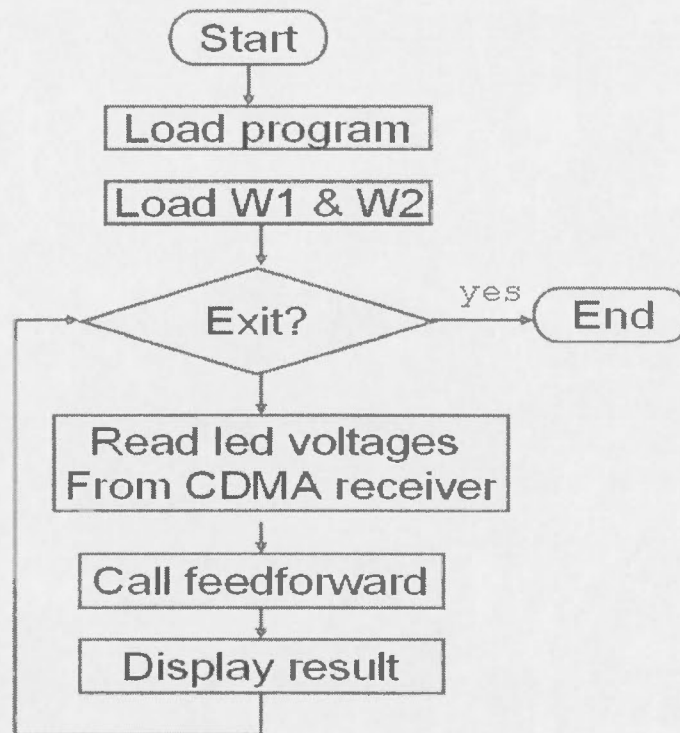 Start
Load program
Load W1 & W2
Exit?
yes
End
Read led voltages
From CDMA receiver
Call feedforward
Display result